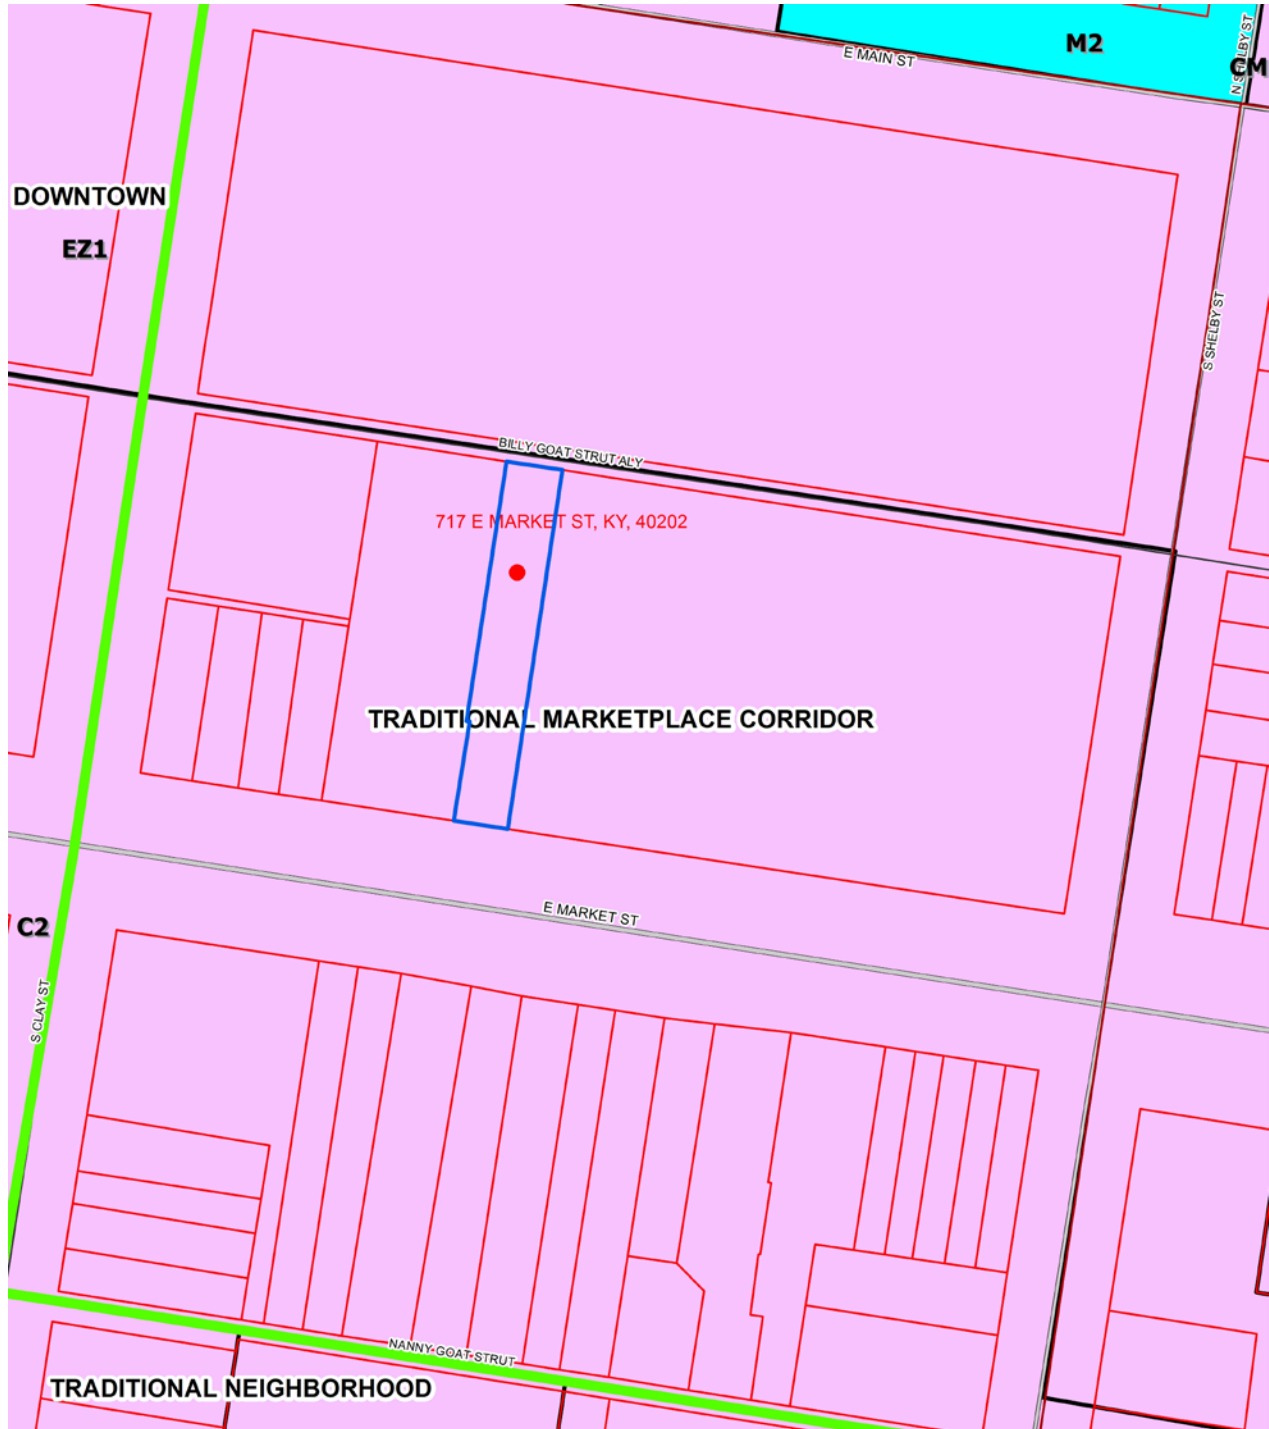 M2
E MAIN ST
N SHELBY ST
CM
DOWNTOWN
EZ1
S SHELBY ST
BILLY GOAT STRUT ALY
717 E MARKET ST, KY, 40202
TRADITIONAL MARKETPLACE CORRIDOR
E MARKET ST
C2
S CLAY ST
NANNY GOAT STRUT
TRADITIONAL NEIGHBORHOOD